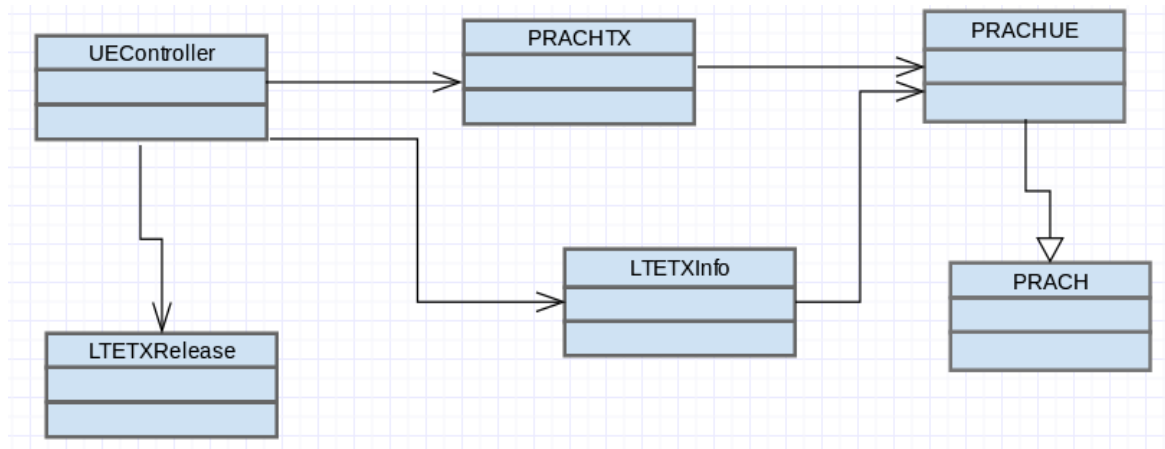 UEController
PRACHTX
PRACHUE
LTETXInfo
PRACH
LTETXRelease